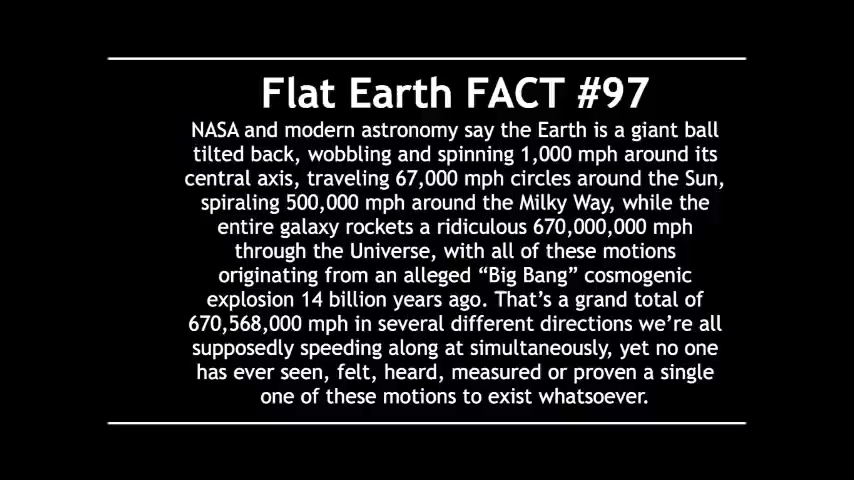 Flat Earth FACT #97
NASA and modern astronomy say the Earth is a giant ball
tilted back, wobbling and spinning 1,000 mph around its
central axis, traveling 67,000 mph circles around the Sun,
spiraling 500,000 mph around the Milky Way, while the
entire galaxy rockets a ridiculous 670,000,000 mph
through the Universe, with all of these motions
originating from an alleged “Big Bang” cosmogenic
explosion 14 billion years ago. That’s a grand total of
670,568,000 mph in several different directions we’re all
supposedly speeding along at simultaneously, yet no one
has ever seen, felt, heard, measured or proven a single
one of these motions to exist whatsoever.